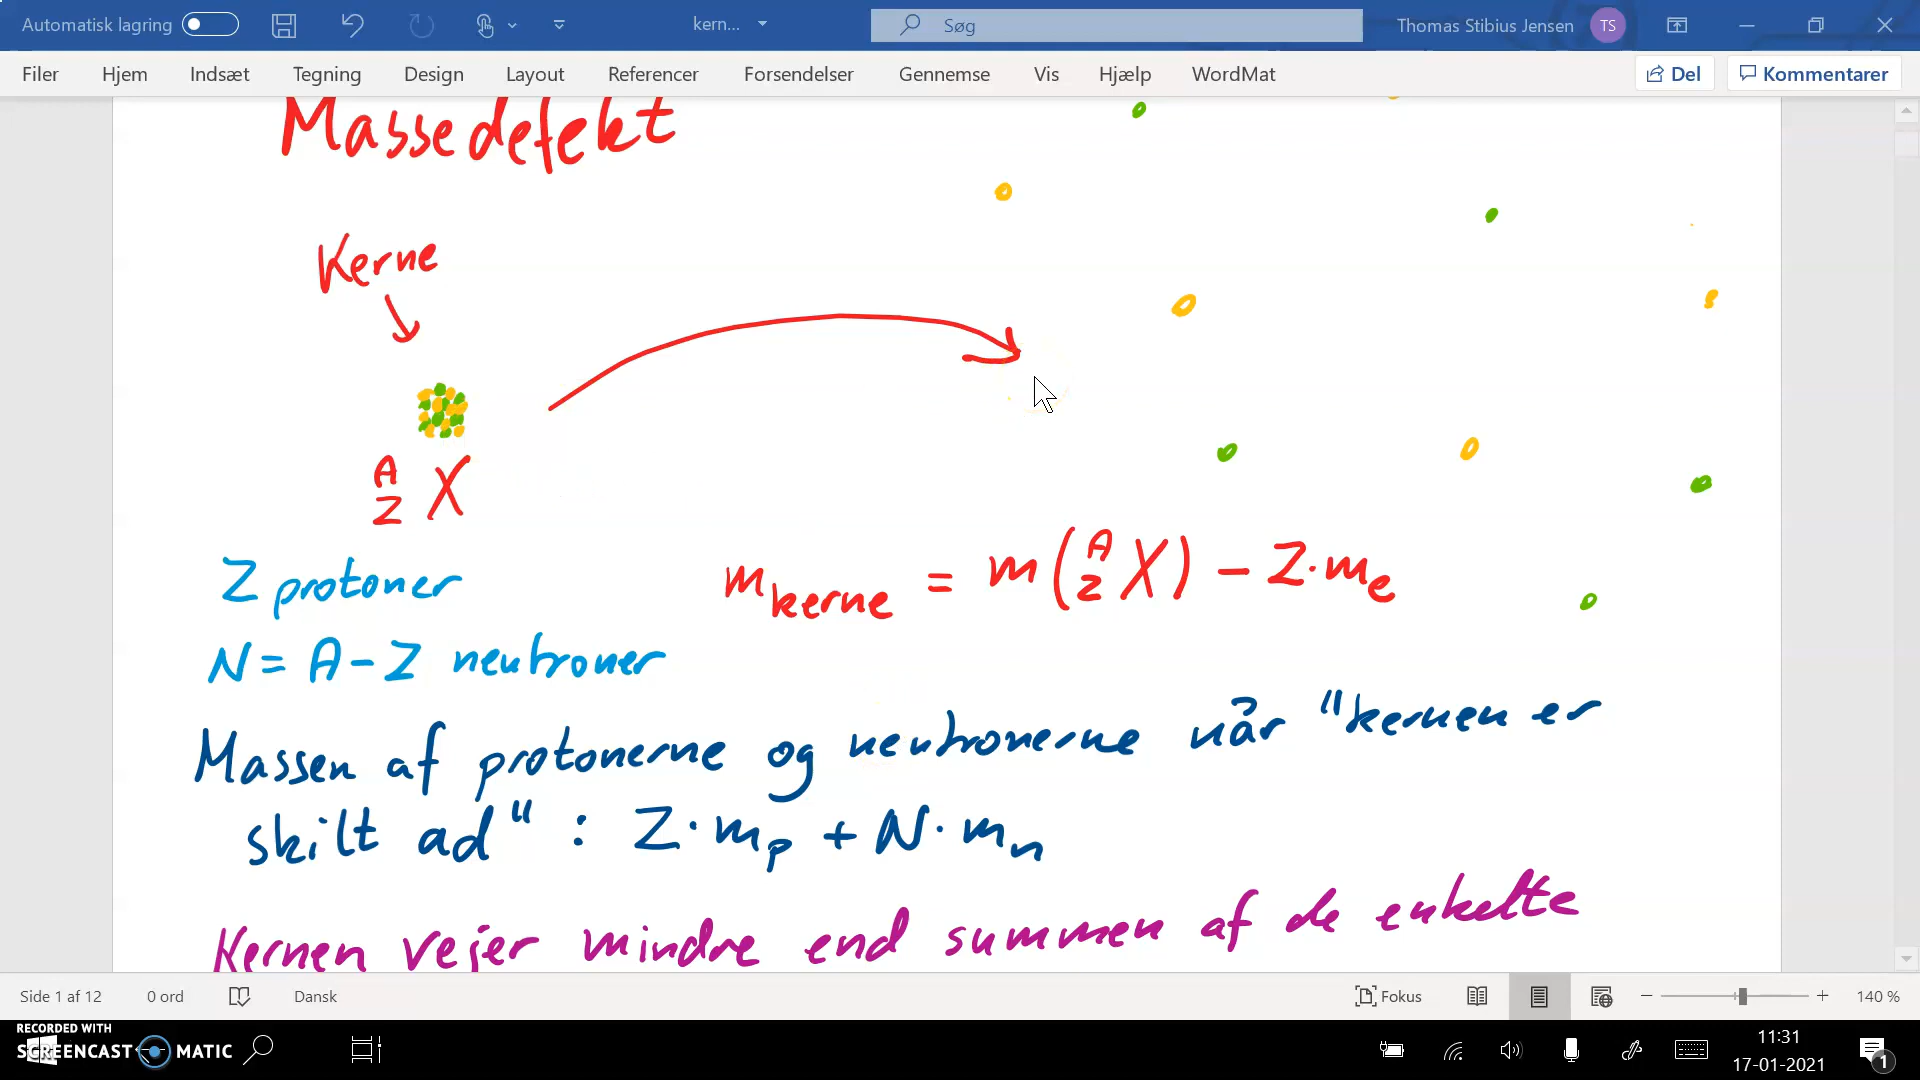 Automatisk lagring
kern...
Søg
Thomas Stibius Jensen
TS
Filer Hjem Indsæt Tegning Design Layout Referencer Forsendelser Gennemse Vis Hjælp WordMat
Del
Kommentarer
Massedefekt
Kerne
A
Z X
Z protoner
m kerne = m(A Z X) - Z·me
N = A - Z neutroner
Massen af protonerne og neutronerne når "kernen er
skilt ad" : Z·mp + N·mn
Kernen vejer mindre end summen af de enkelte
Side 1 af 12 0 ord Dansk
Fokus
140 %
RECORDED WITH
SCREENCAST MATIC
11:31
17-01-2021
1